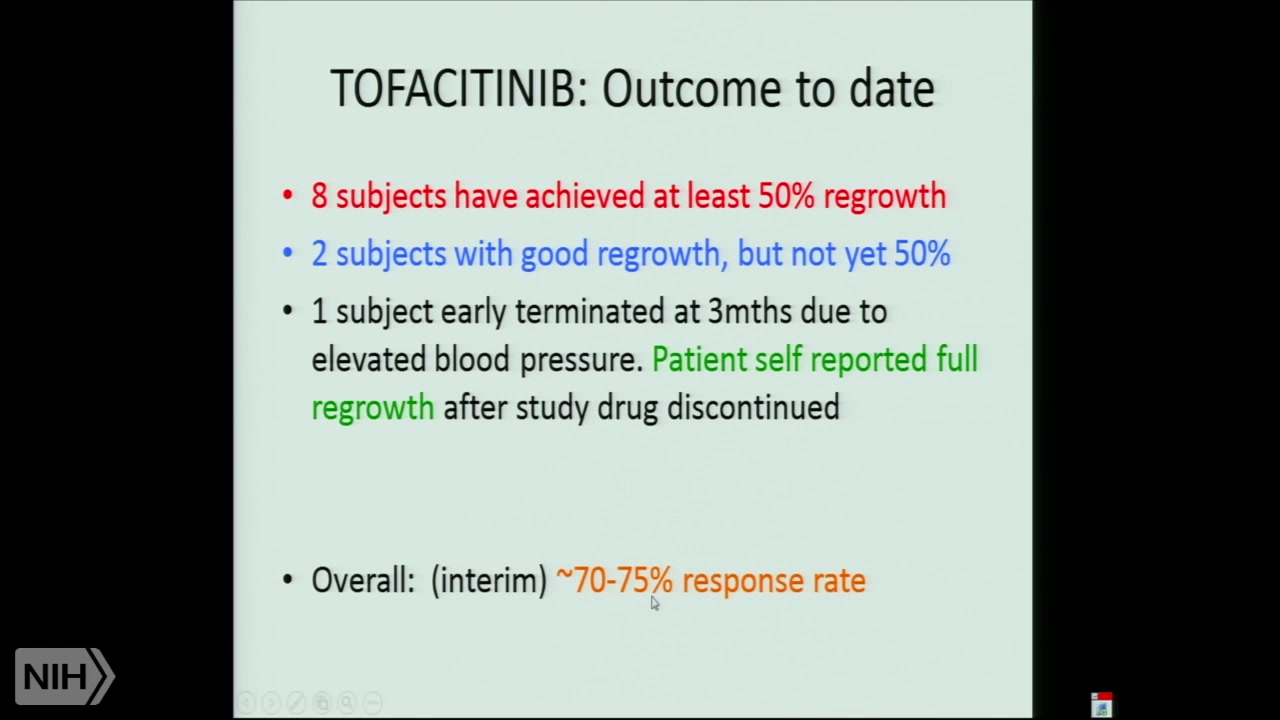 TOFACITINIB: Outcome to date
• 8 subjects have achieved at least 50% regrowth
• 2 subjects with good regrowth, but not yet 50%
• 1 subject early terminated at 3mths due to
elevated blood pressure. Patient self reported full
regrowth after study drug discontinued
• Overall: (interim) ~70-75% response rate
NIH